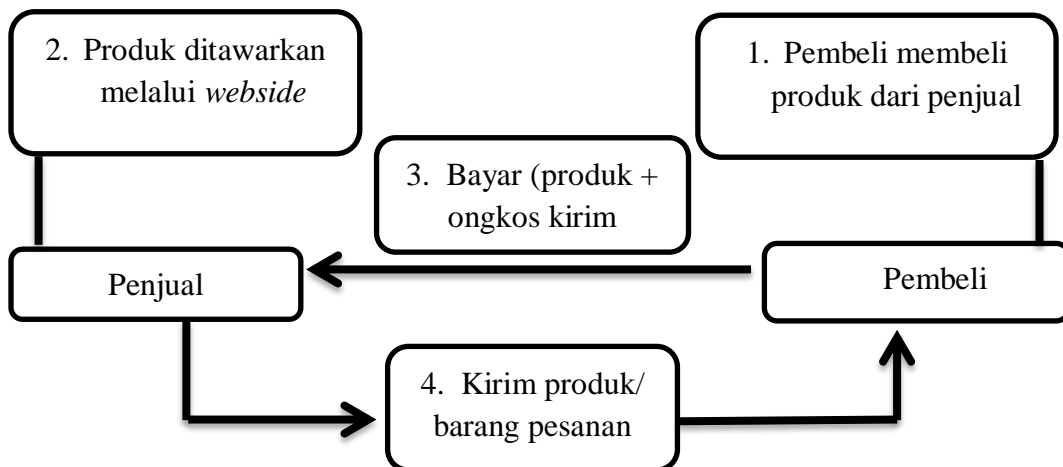 2. Produk ditawarkan
melalui webside
1. Pembeli membeli
produk dari penjual
3. Bayar (produk +
ongkos kirim
Penjual
Pembeli
4. Kirim produk/
barang pesanan